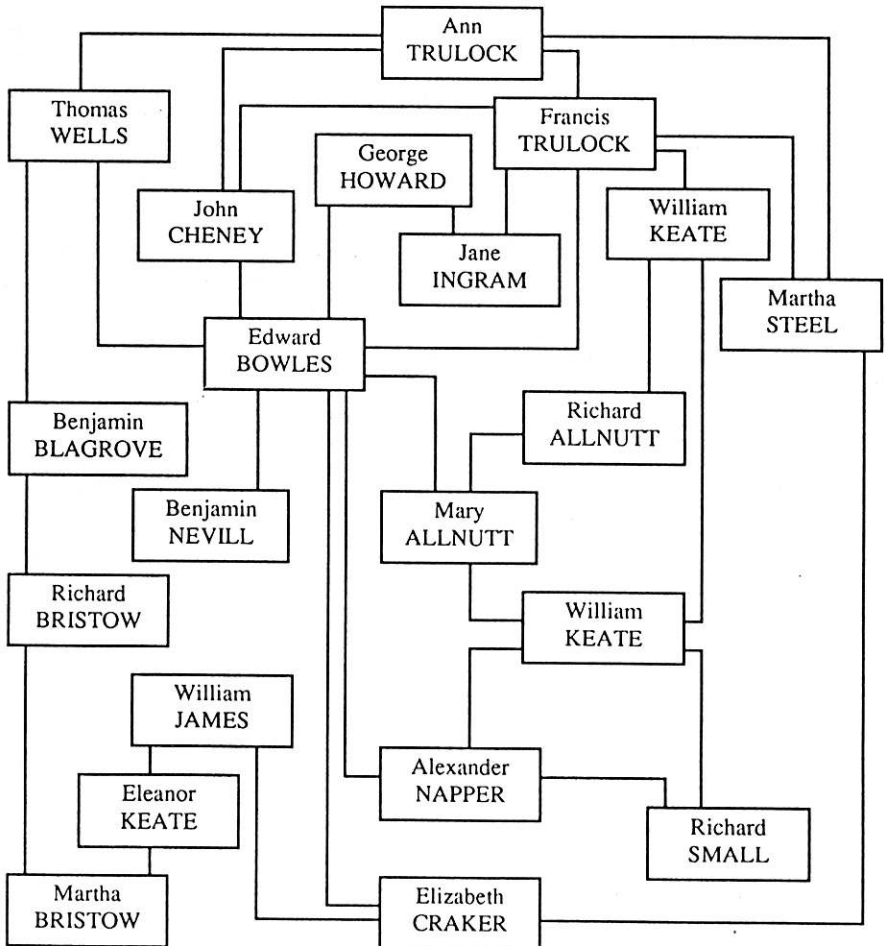 Ann
TRULOCK
Thomas
WELLS
Francis
TRULOCK
George
HOWARD
John
CHENEY
William
KEATE
Jane
INGRAM
Martha
STEEL
Edward
BOWLES
Richard
ALLNUTT
Benjamin
BLAGROVE
Benjamin
NEVILL
Mary
ALLNUTT
Richard
BRISTOW
William
KEATE
William
JAMES
Alexander
NAPPER
Eleanor
KEATE
Richard
SMALL
Martha
BRISTOW
Elizabeth
CRAKER